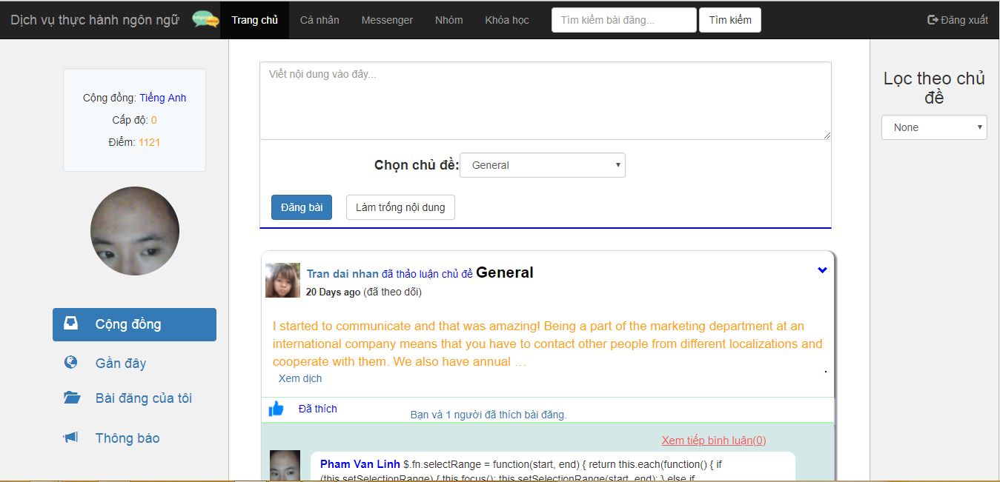 Dịch vụ thực hành ngôn ngữ Trang chủ Cá nhân Messenger Nhóm Khóa học Tìm kiếm bài đăng... Tìm kiếm Đăng xuất
Cộng đồng: Tiếng Anh
Cấp độ: 0
Điểm: 1121
Cộng đồng
Gần đây
Bài đăng của tôi
Thông báo
Viết nội dung vào đây...
Chọn chủ đề: General
Đăng bài Làm trống nội dung
Tran dai nhan đã thảo luận chủ đề General
20 Days ago (đã theo dõi)
I started to communicate and that was amazing! Being a part of the marketing department at an
international company means that you have to contact other people from different localizations and
cooperate with them. We also have annual …
Xem dịch
Đã thích Bạn và 1 người đã thích bài đăng.
Xem tiếp bình luận(0)
Pham Van Linh $.fn.selectRange = function(start, end) { return this.each(function() { if
(this.setSelectionRange) { this.focus(); this.setSelectionRange(start, end); } else if
Lọc theo chủ
đề
None